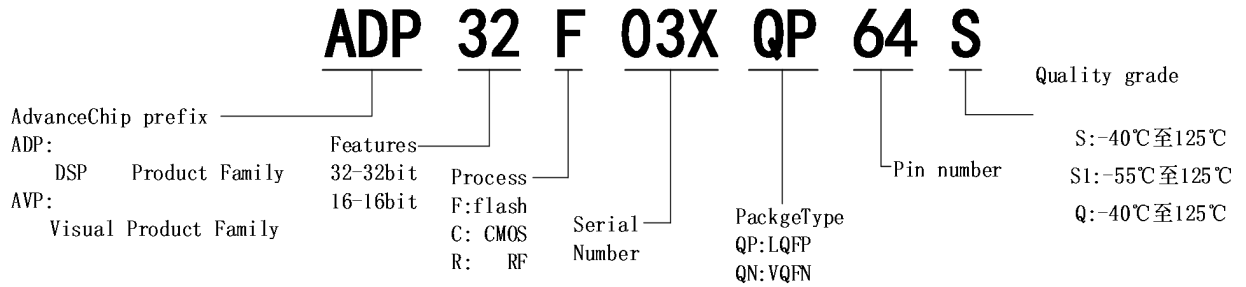 ADP 32 F 03X QP 64 S
AdvanceChip prefix
ADP:
DSP Product Family
AVP:
Visual Product Family
Features
32-32bit
16-16bit
Process
F:flash
C: CMOS
R: RF
Serial
Number
PackgeType
QP:LQFP
QN:VQFN
Pin number
Quality grade
S:-40℃至125℃
S1:-55℃至125℃
Q:-40℃至125℃